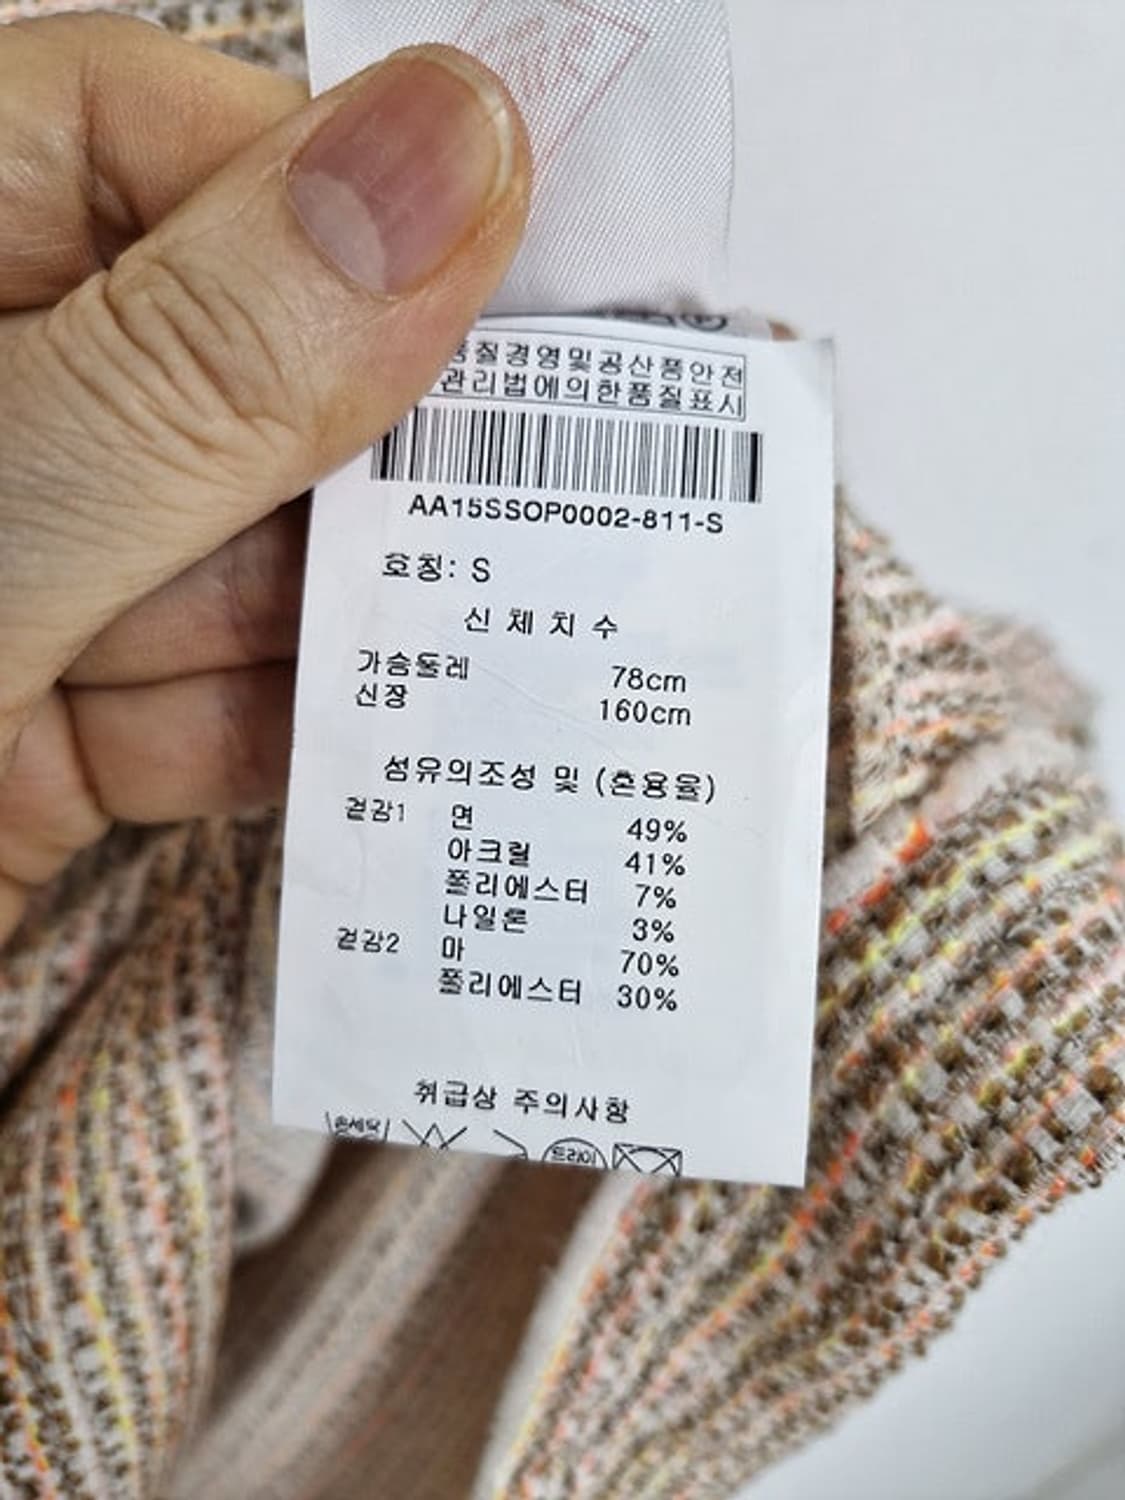 질경영및공산품안전
관리법에의한품질표시
AA15SSOP0002-811-S
호칭: S
신체치수
가슴둘레 78cm
신장 160cm
섬유의조성 및 (혼용율)
겉감1 면 49%
아크릴 41%
폴리에스터 7%
나일론 3%
겉감2 마 70%
폴리에스터 30%
취급상 주의사항
손세탁 드라이